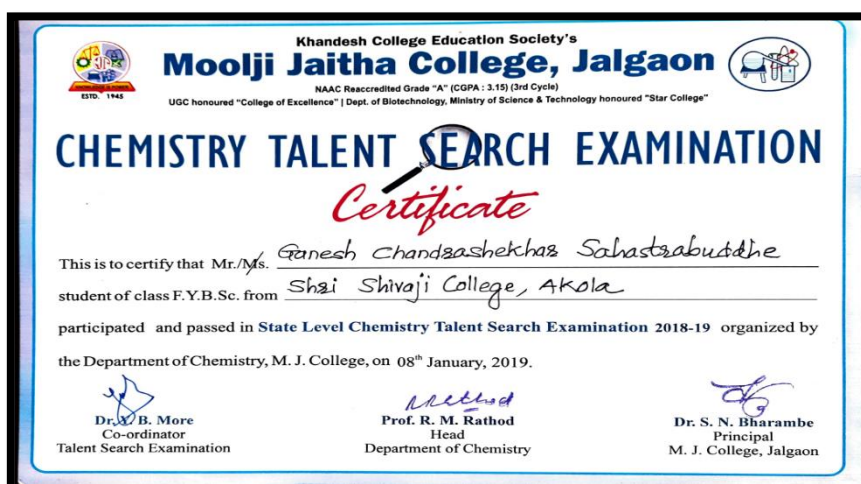 Khandesh College Education Society's
Moolji Jaitha College, Jalgaon
NAAC Reaccredited Grade "A" (CGPA : 3.15) (3rd Cycle)
UGC honoured "College of Excellence" | Dept. of Biotechnology, Ministry of Science & Technology honoured "Star College"
ESTD. 1945
CHEMISTRY TALENT SEARCH EXAMINATION
Certificate
This is to certify that Mr./Ms. Ganesh Chandrashekhar Sahastrabuddhe
student of class F.Y.B.Sc. from Shri Shivaji College, Akola
participated and passed in State Level Chemistry Talent Search Examination 2018-19 organized by
the Department of Chemistry, M. J. College, on 08th January, 2019.
Rathod
Dr. B. More Prof. R. M. Rathod Dr. S. N. Bharambe
Co-ordinator Head Principal
Talent Search Examination Department of Chemistry M. J. College, Jalgaon